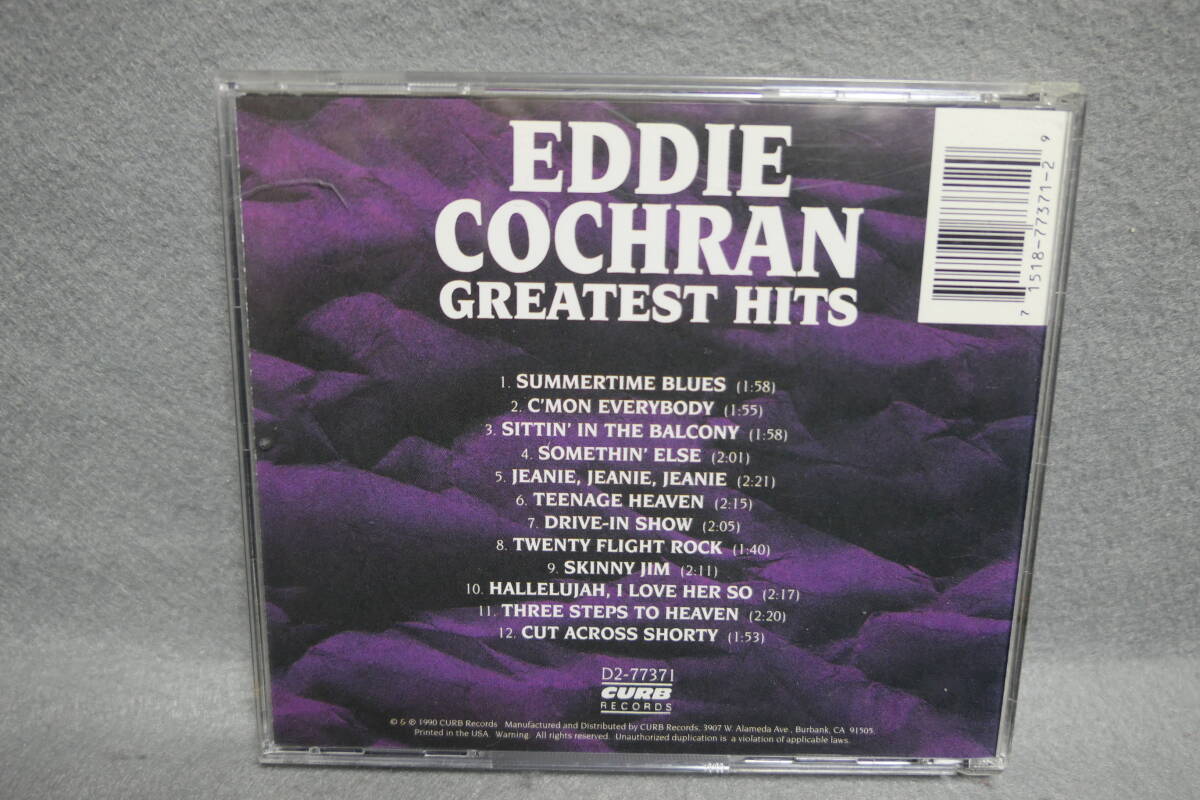 EDDIE
COCHRAN
GREATEST HITS
7 1518-77371-2 9
1. SUMMERTIME BLUES (1:58)
2. C'MON EVERYBODY (1:55)
3. SITTIN' IN THE BALCONY (1:58)
4. SOMETHIN' ELSE (2:01)
5. JEANIE, JEANIE, JEANIE (2:21)
6. TEENAGE HEAVEN (2:15)
7. DRIVE-IN SHOW (2:05)
8. TWENTY FLIGHT ROCK (1:40)
9. SKINNY JIM (2:11)
10. HALLELUJAH, I LOVE HER SO (2:17)
11. THREE STEPS TO HEAVEN (2:20)
12. CUT ACROSS SHORTY (1:53)
D2-77371
CURB
RECORDS
© & ℗ 1990 CURB Records Manufactured and Distributed by CURB Records, 3907 W. Alameda Ave., Burbank, CA 91505.
Printed in the USA. Warning. All rights reserved. Unauthorized duplication is a violation of applicable laws.